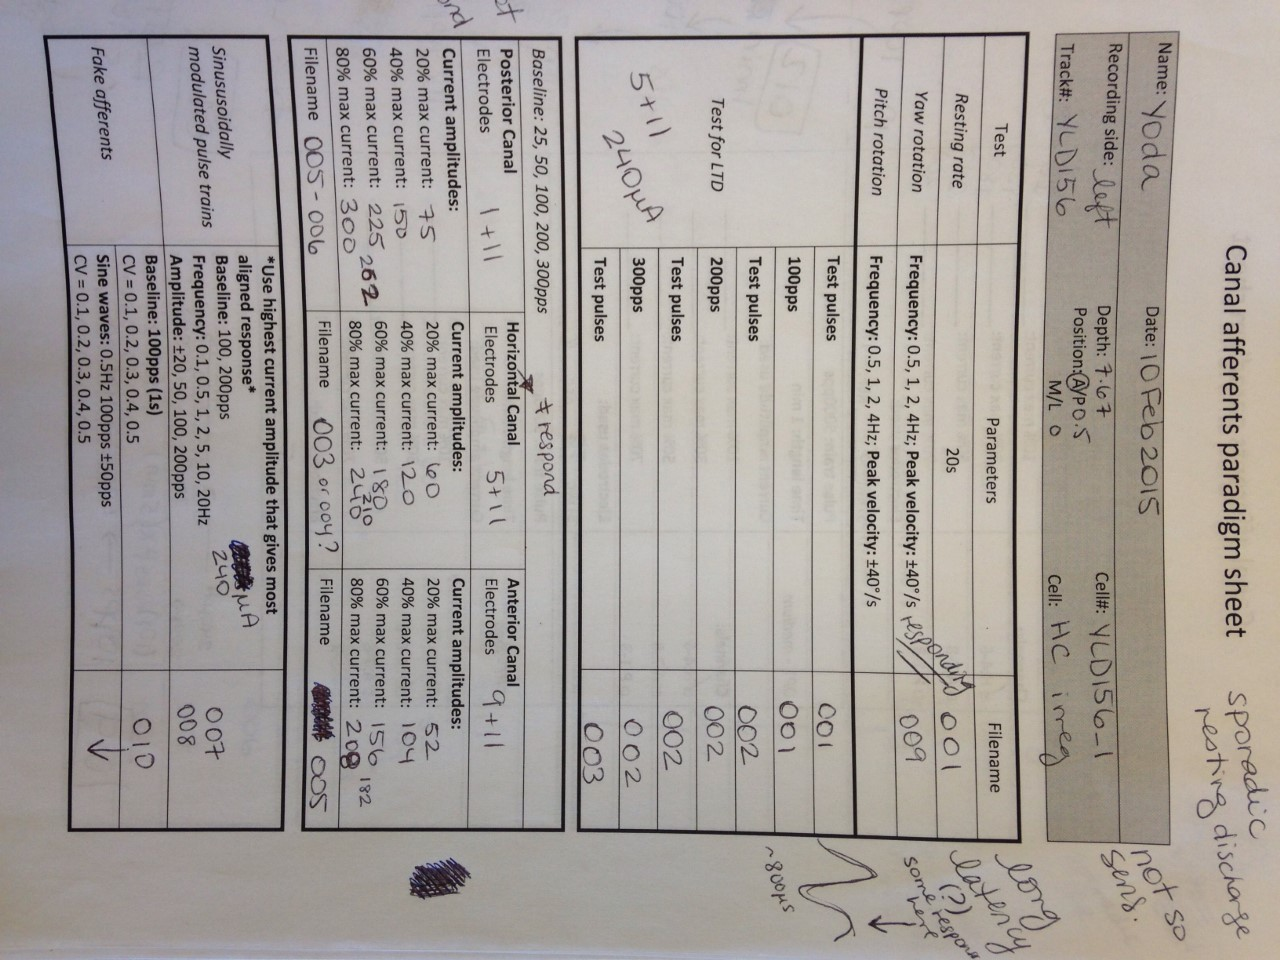 Canal afferents paradigm sheet
sporadic
resting discharge
not so
sens.
Name: Yoda Date: 10 Feb 2015
Recording side: left Depth: 7.67 Cell#: YLD156_1
Track#: YLD156 Position: A/P 0.5 Cell: HC irreg
M/L 0
Test Parameters Filename
Resting rate 20s 001
Yaw rotation Frequency: 0.5, 1, 2, 4Hz; Peak velocity: ±40°/s responding 009
Pitch rotation Frequency: 0.5, 1, 2, 4Hz; Peak velocity: ±40°/s
long
latency
(?)
some respon
here
~800µs
Test for LTD
5+11
240µA
Test pulses 001
100pps 001
Test pulses 002
200pps 002
Test pulses 002
300pps 002
Test pulses 003
Baseline: 25, 50, 100, 200, 300pps
* respond
Posterior Canal
Electrodes 1+11
Current amplitudes:
20% max current: 75
40% max current: 150
60% max current: 225 262
80% max current: 300
Filename 005-006
Horizontal Canal
Electrodes 5+11
Current amplitudes:
20% max current: 60
40% max current: 120
60% max current: 180 210
80% max current: 240
Filename 003 or 004?
Anterior Canal
Electrodes 9+11
Current amplitudes:
20% max current: 52
40% max current: 104
60% max current: 156 182
80% max current: 208
Filename 005
Sinususoidally
modulated pulse trains
*Use highest current amplitude that gives most
aligned response* µA
Baseline: 100, 200pps 240
Frequency: 0.1, 0.5, 1, 2, 5, 10, 20Hz
Amplitude: ±20, 50, 100, 200pps
007
008
Fake afferents
Baseline: 100pps (1s)
CV = 0.1, 0.2, 0.3, 0.4, 0.5
010
Sine waves: 0.5Hz 100pps ±50pps
CV = 0.1, 0.2, 0.3, 0.4, 0.5